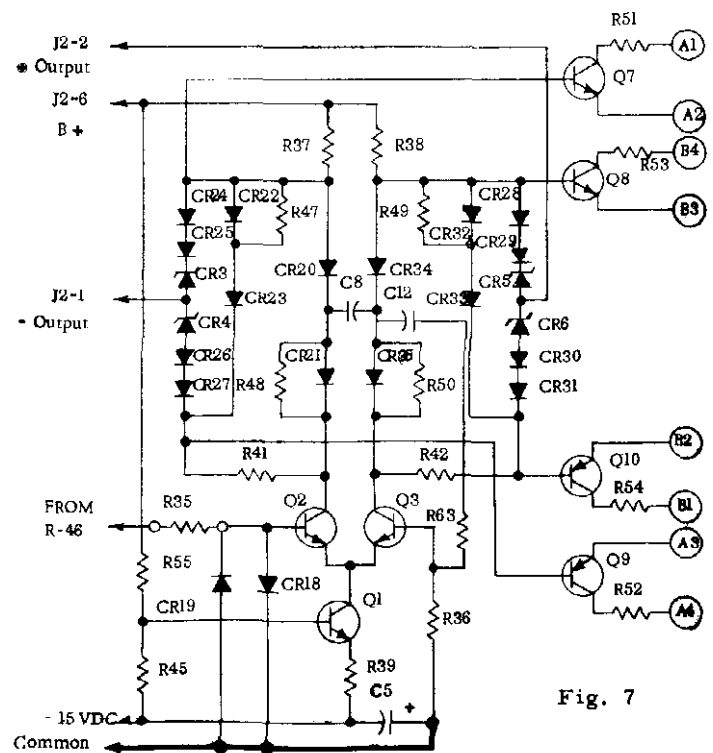 J2-2
Output
J2-6
B +
J2-1
- Output
FROM
R-46
R35
R55
CR19
R45
- 15 VDC
Common
R37
R38
CR24
CR22
R47
CR25
CR3
CR23
CR4
CR26
CR27
R48
R41
CR20
C8
CR21
CR34
C12
R49
CR28
CR32
CR29
CR5
CR33
CR6
CR30
CR31
R50
R42
Q2
Q3
R63
CR18
Q1
R36
R39
C5
+
R51
A1
Q7
A2
B4
R53
Q8
B3
B2
Q10
R54
B1
A3
Q9
R52
A4
Fig. 7